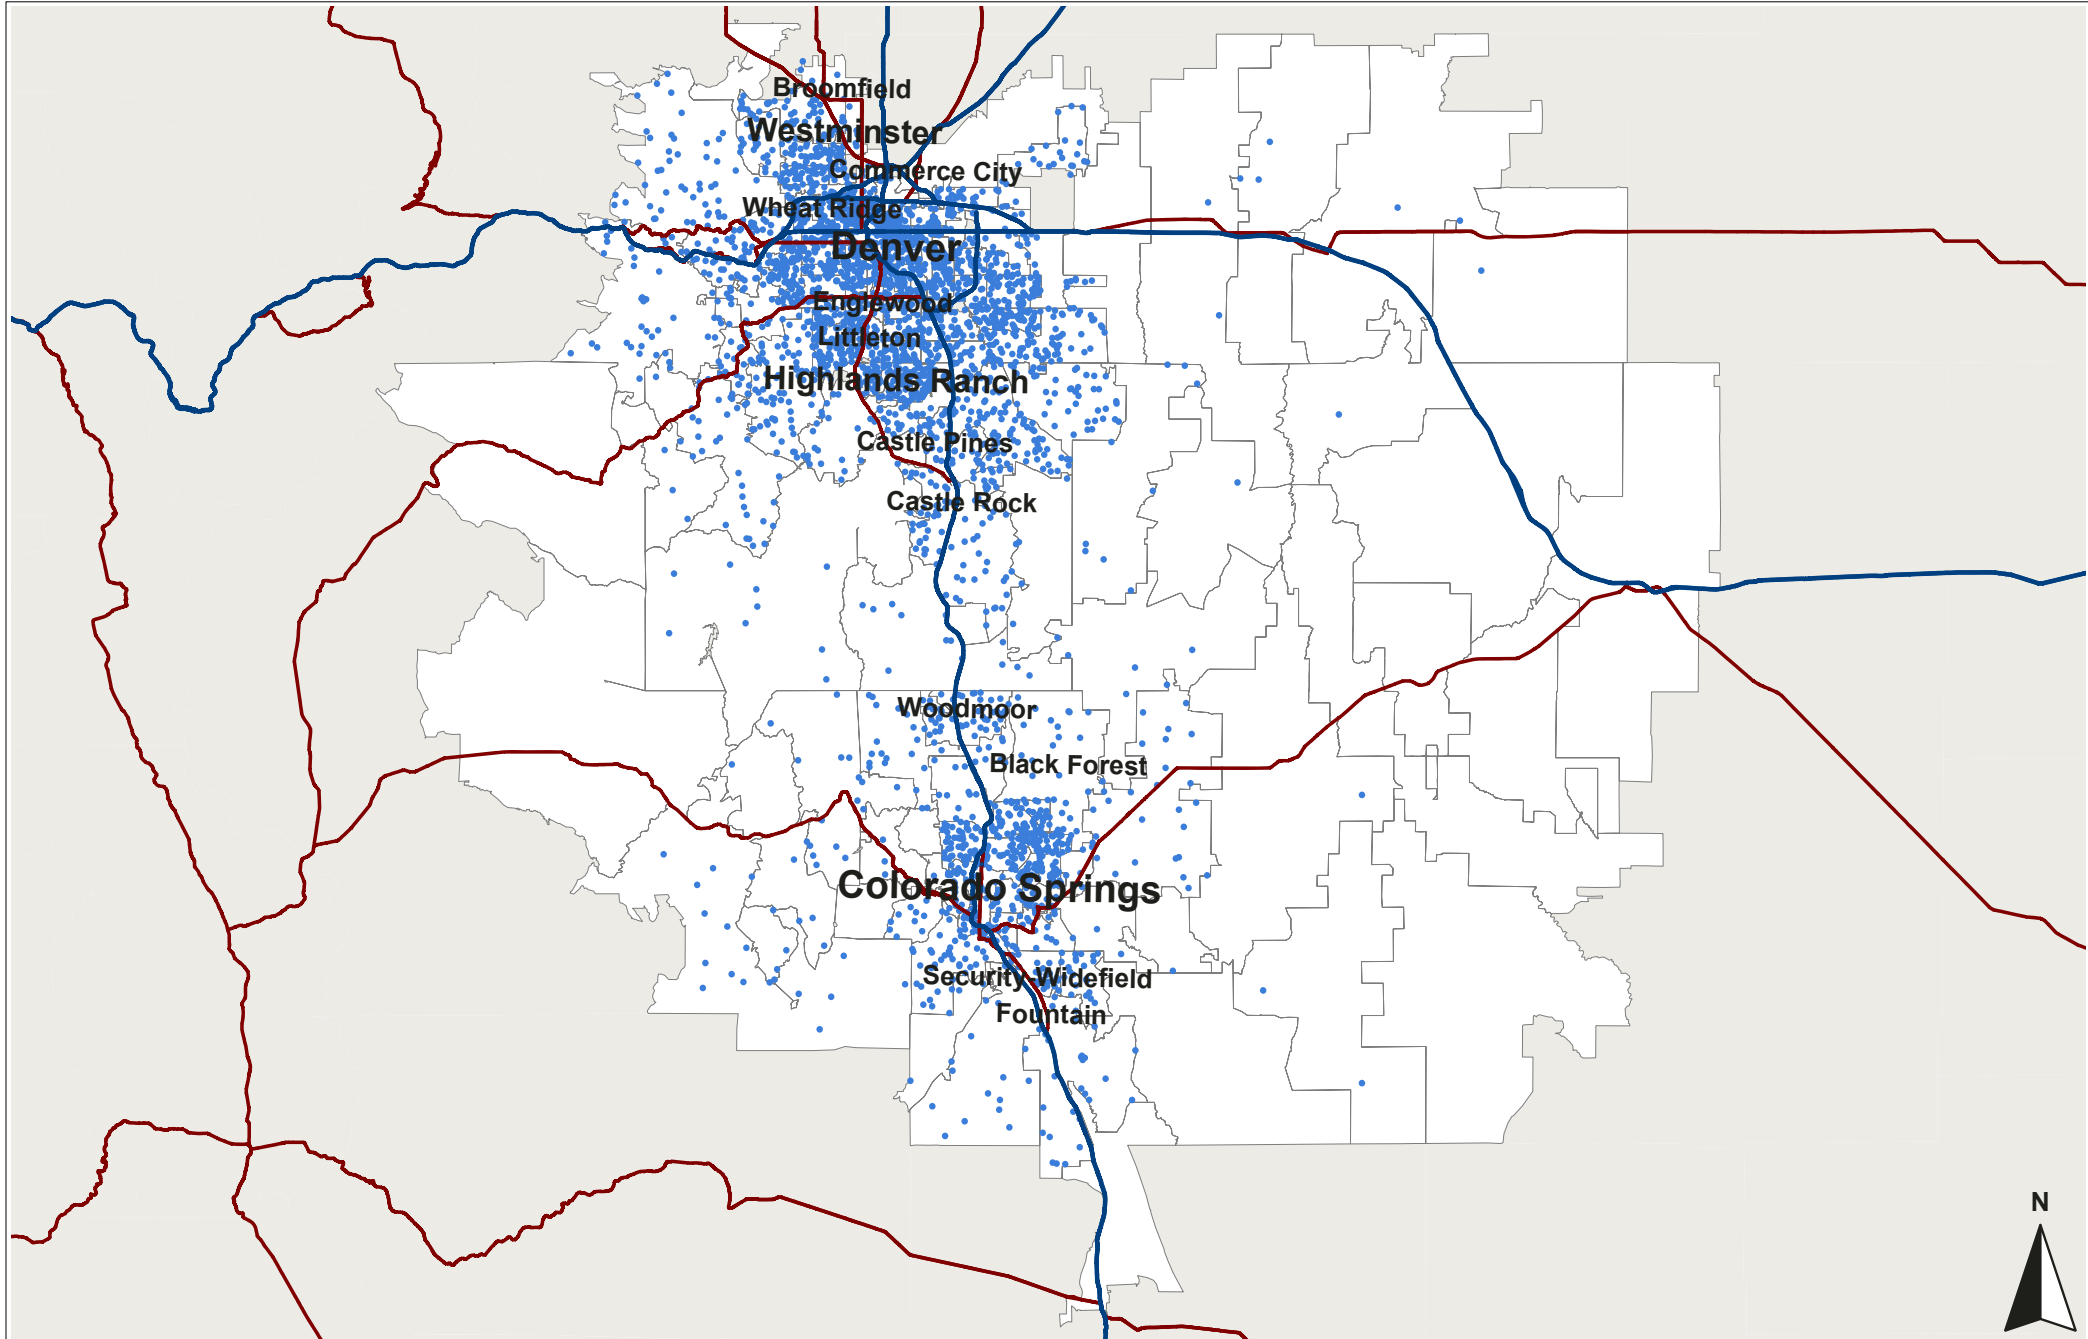 Broomfield
Westminster
Commerce City
Wheat Ridge
Denver
Englewood
Littleton
Highlands Ranch
Castle Pines
Castle Rock
Woodmoor
Black Forest
Colorado Springs
Security-Widefield
Fountain
N